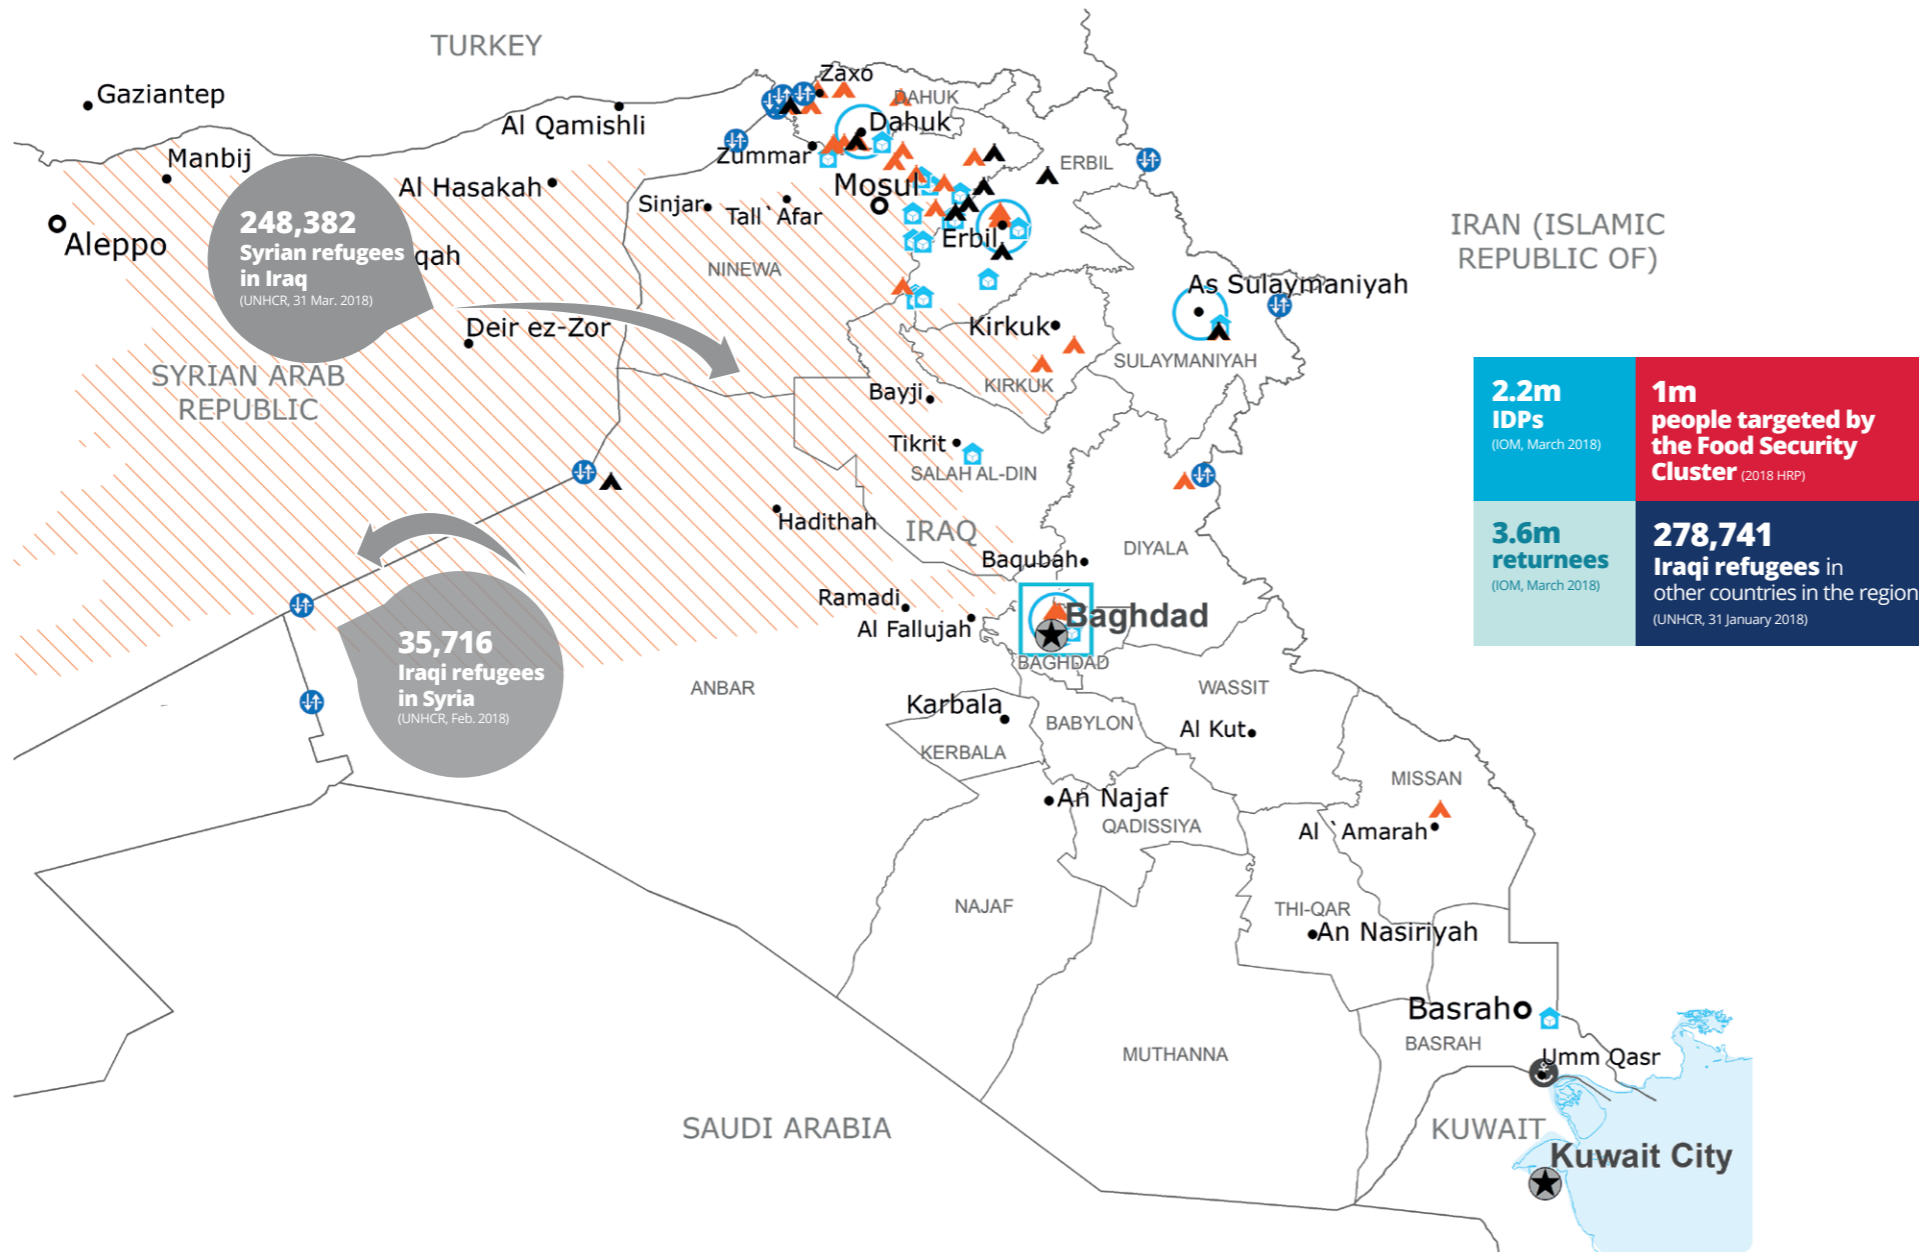 TURKEY
Gaziantep
Zaxo
DAHUK
Al Qamishli
Dahuk
Manbij
Zummar
ERBIL
Al Hasakah
Mosul
Sinjar
Tall`Afar
248,382
Syrian refugees
in Iraq
(UNHCR, 31 Mar. 2018)
Aleppo
qah
Erbil
IRAN (ISLAMIC
REPUBLIC OF)
NINEWA
As Sulaymaniyah
Deir ez-Zor
Kirkuk
SULAYMANIYAH
SYRIAN ARAB
REPUBLIC
KIRKUK
Bayji
2.2m
IDPs
(IOM, March 2018)
1m
people targeted by
the Food Security
Cluster (2018 HRP)
Tikrit
SALAH AL-DIN
Hadithah
IRAQ
DIYALA
Baqubah
3.6m
returnees
(IOM, March 2018)
278,741
Iraqi refugees in
other countries in the region
(UNHCR, 31 January 2018)
Ramadi
Al Fallujah
Baghdad
BAGHDAD
35,716
Iraqi refugees
in Syria
(UNHCR, Feb. 2018)
ANBAR
WASSIT
Karbala
BABYLON
Al Kut
KERBALA
MISSAN
An Najaf
QADISSIYA
Al `Amarah
NAJAF
THI-QAR
An Nasiriyah
Basrah
BASRAH
MUTHANNA
Umm Qasr
SAUDI ARABIA
KUWAIT
Kuwait City